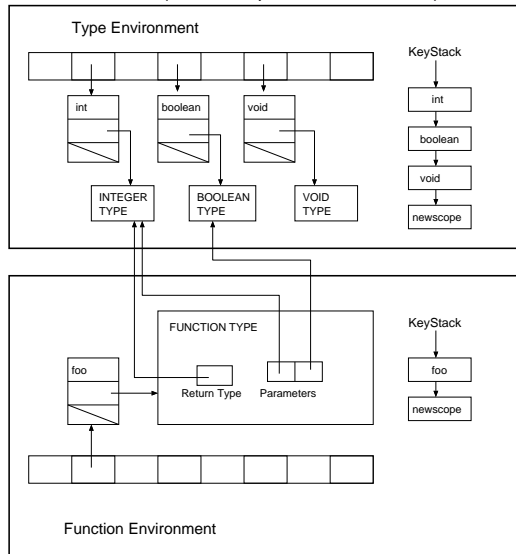 Type Environment
KeyStack
int
boolean
void
int
boolean
void
newscope
INTEGER
TYPE
BOOLEAN
TYPE
VOID
TYPE
FUNCTION TYPE
KeyStack
foo
foo
Return Type
Parameters
newscope
Function Environment